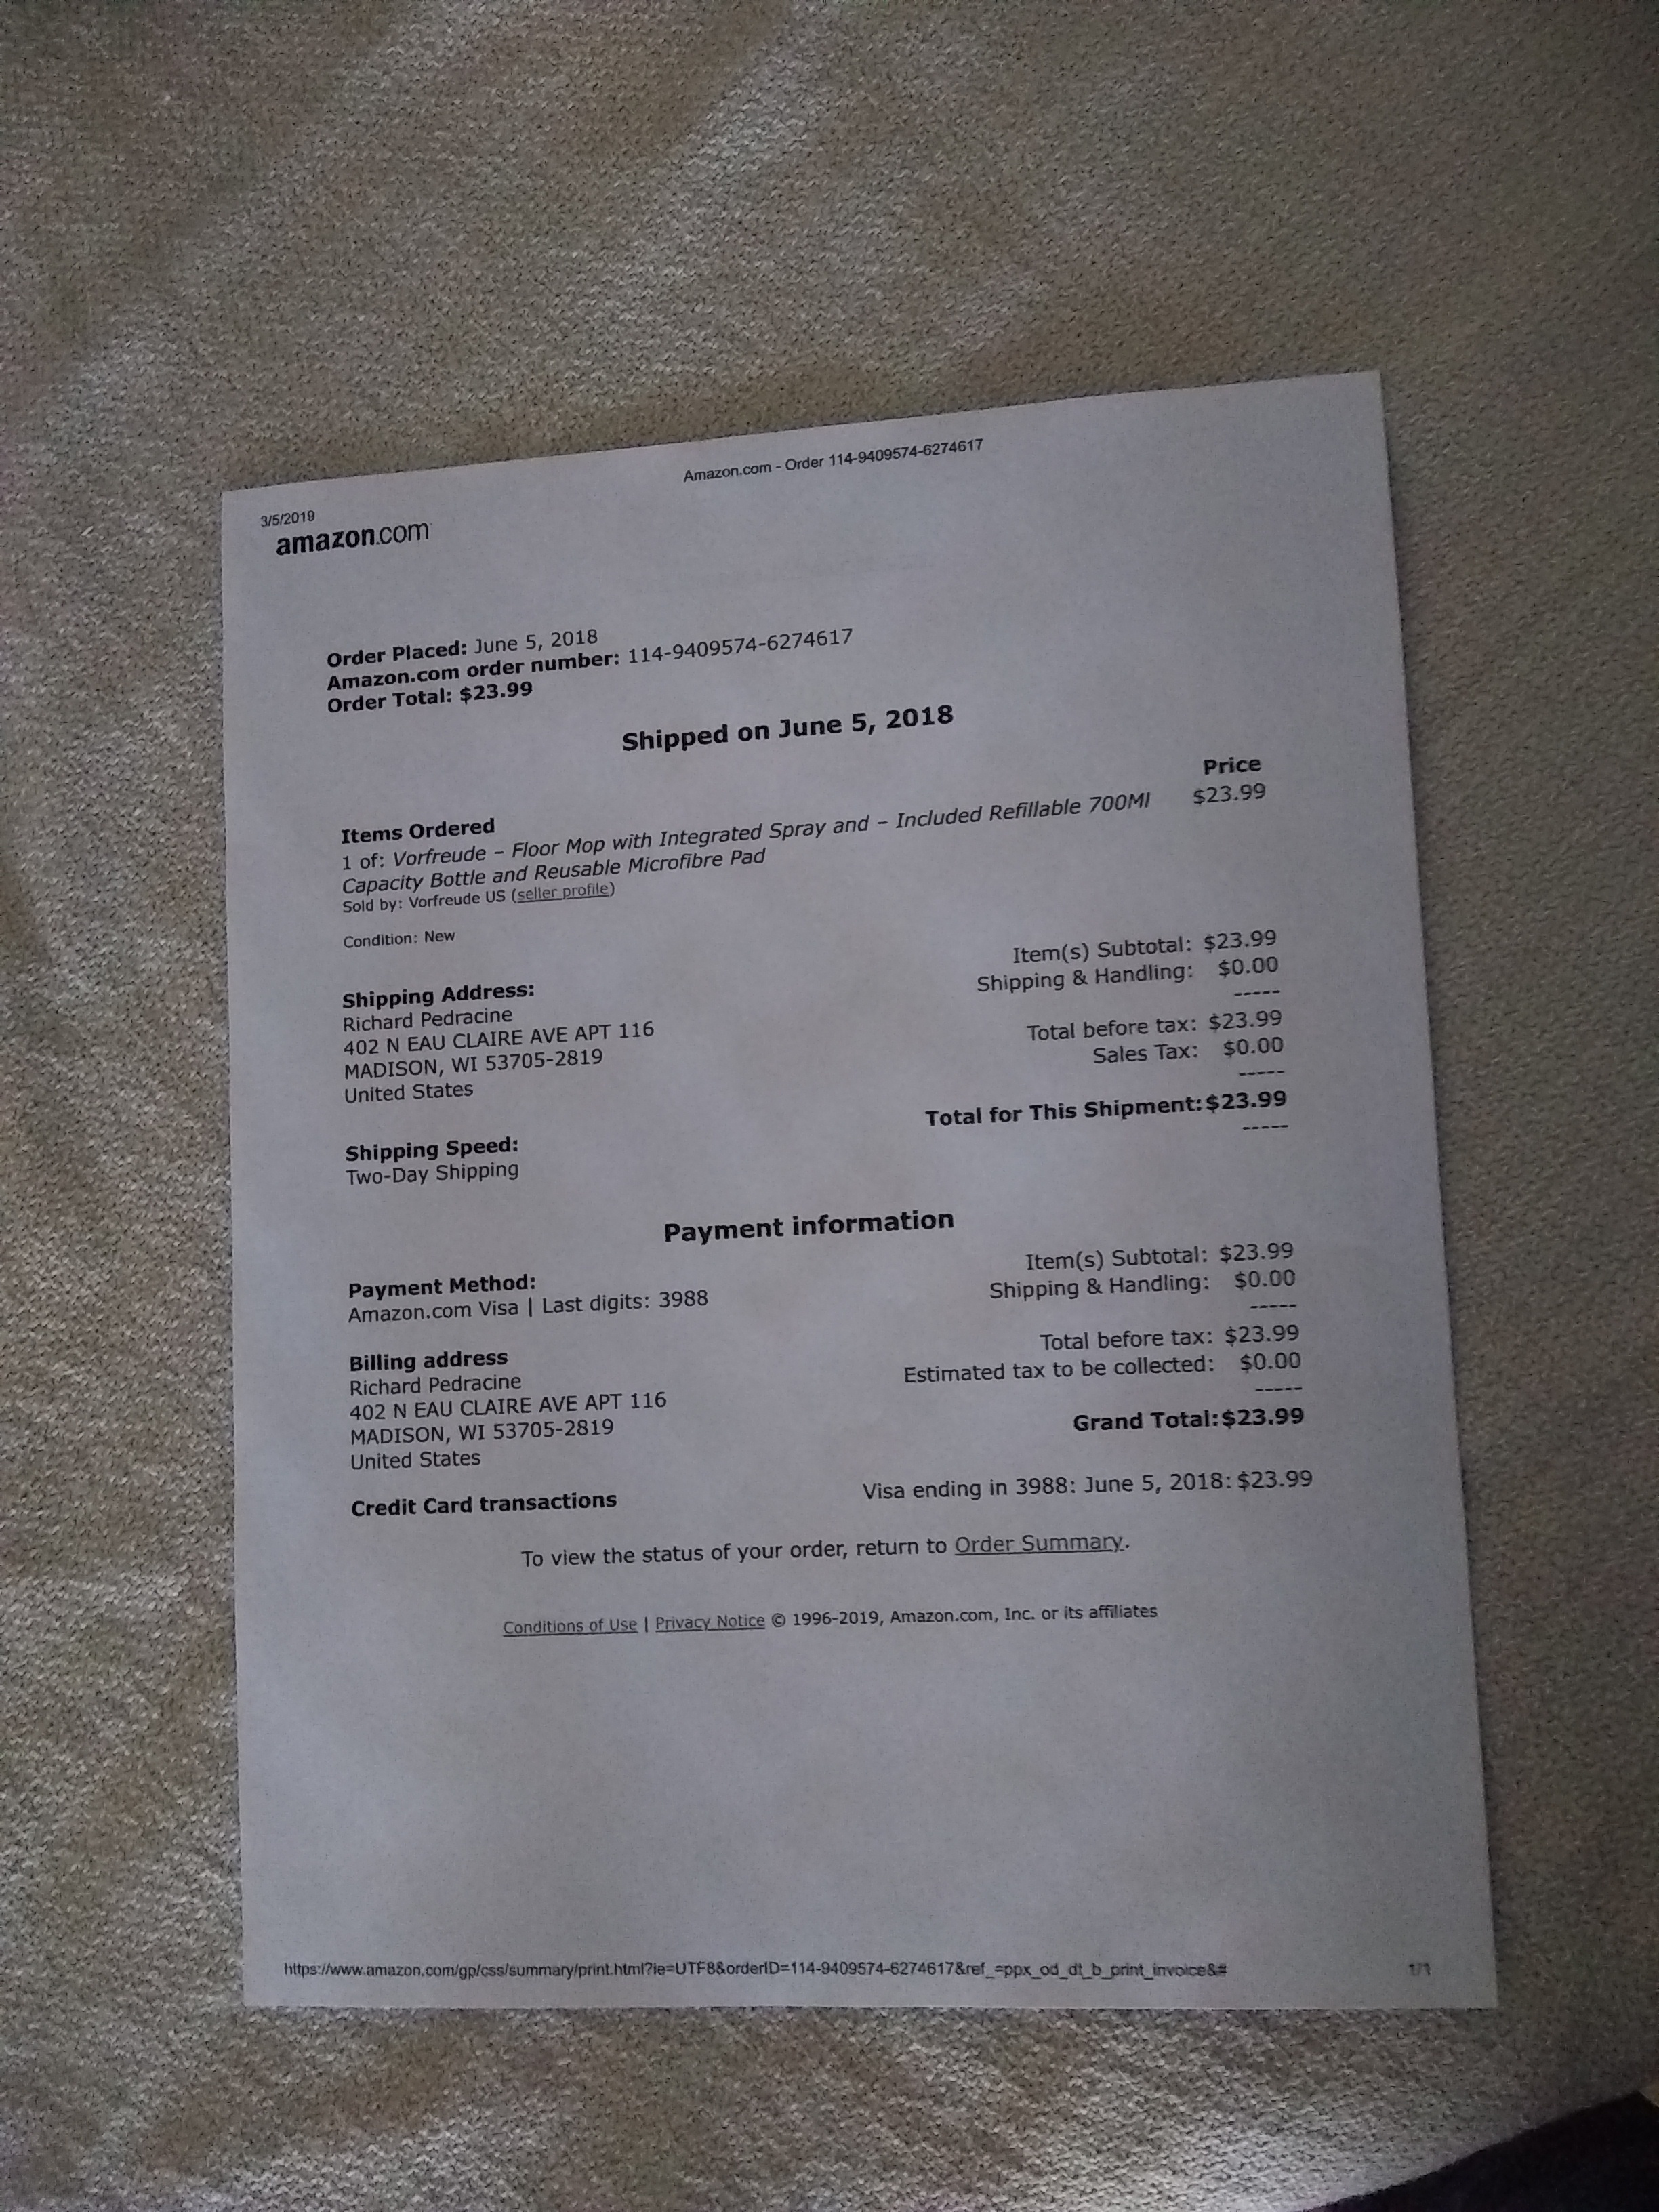 Amazon.com - Order 114-9409574-6274617
3/5/2019
amazon.com
Order Placed: June 5, 2018
Amazon.com order number: 114-9409574-6274617
Order Total: $23.99
Shipped on June 5, 2018
Items Ordered Price
1 of: Vorfreude – Floor Mop with Integrated Spray and – Included Refillable 700Ml $23.99
Capacity Bottle and Reusable Microfibre Pad
Sold by: Vorfreude US (seller profile)
Condition: New
Shipping Address:
Richard Pedracine
402 N EAU CLAIRE AVE APT 116
MADISON, WI 53705-2819
United States
Shipping Speed:
Two-Day Shipping
Item(s) Subtotal: $23.99
Shipping & Handling: $0.00
-----
Total before tax: $23.99
Sales Tax: $0.00
-----
Total for This Shipment: $23.99
-----
Payment information
Payment Method:
Amazon.com Visa | Last digits: 3988
Billing address
Richard Pedracine
402 N EAU CLAIRE AVE APT 116
MADISON, WI 53705-2819
United States
Item(s) Subtotal: $23.99
Shipping & Handling: $0.00
-----
Total before tax: $23.99
Estimated tax to be collected: $0.00
-----
Grand Total: $23.99
Credit Card transactions Visa ending in 3988: June 5, 2018: $23.99
To view the status of your order, return to Order Summary.
Conditions of Use | Privacy Notice © 1996-2019, Amazon.com, Inc. or its affiliates
https://www.amazon.com/gp/css/summary/print.html?ie=UTF8&orderID=114-9409574-6274617&ref_=ppx_od_dt_b_print_invoice&# 1/1